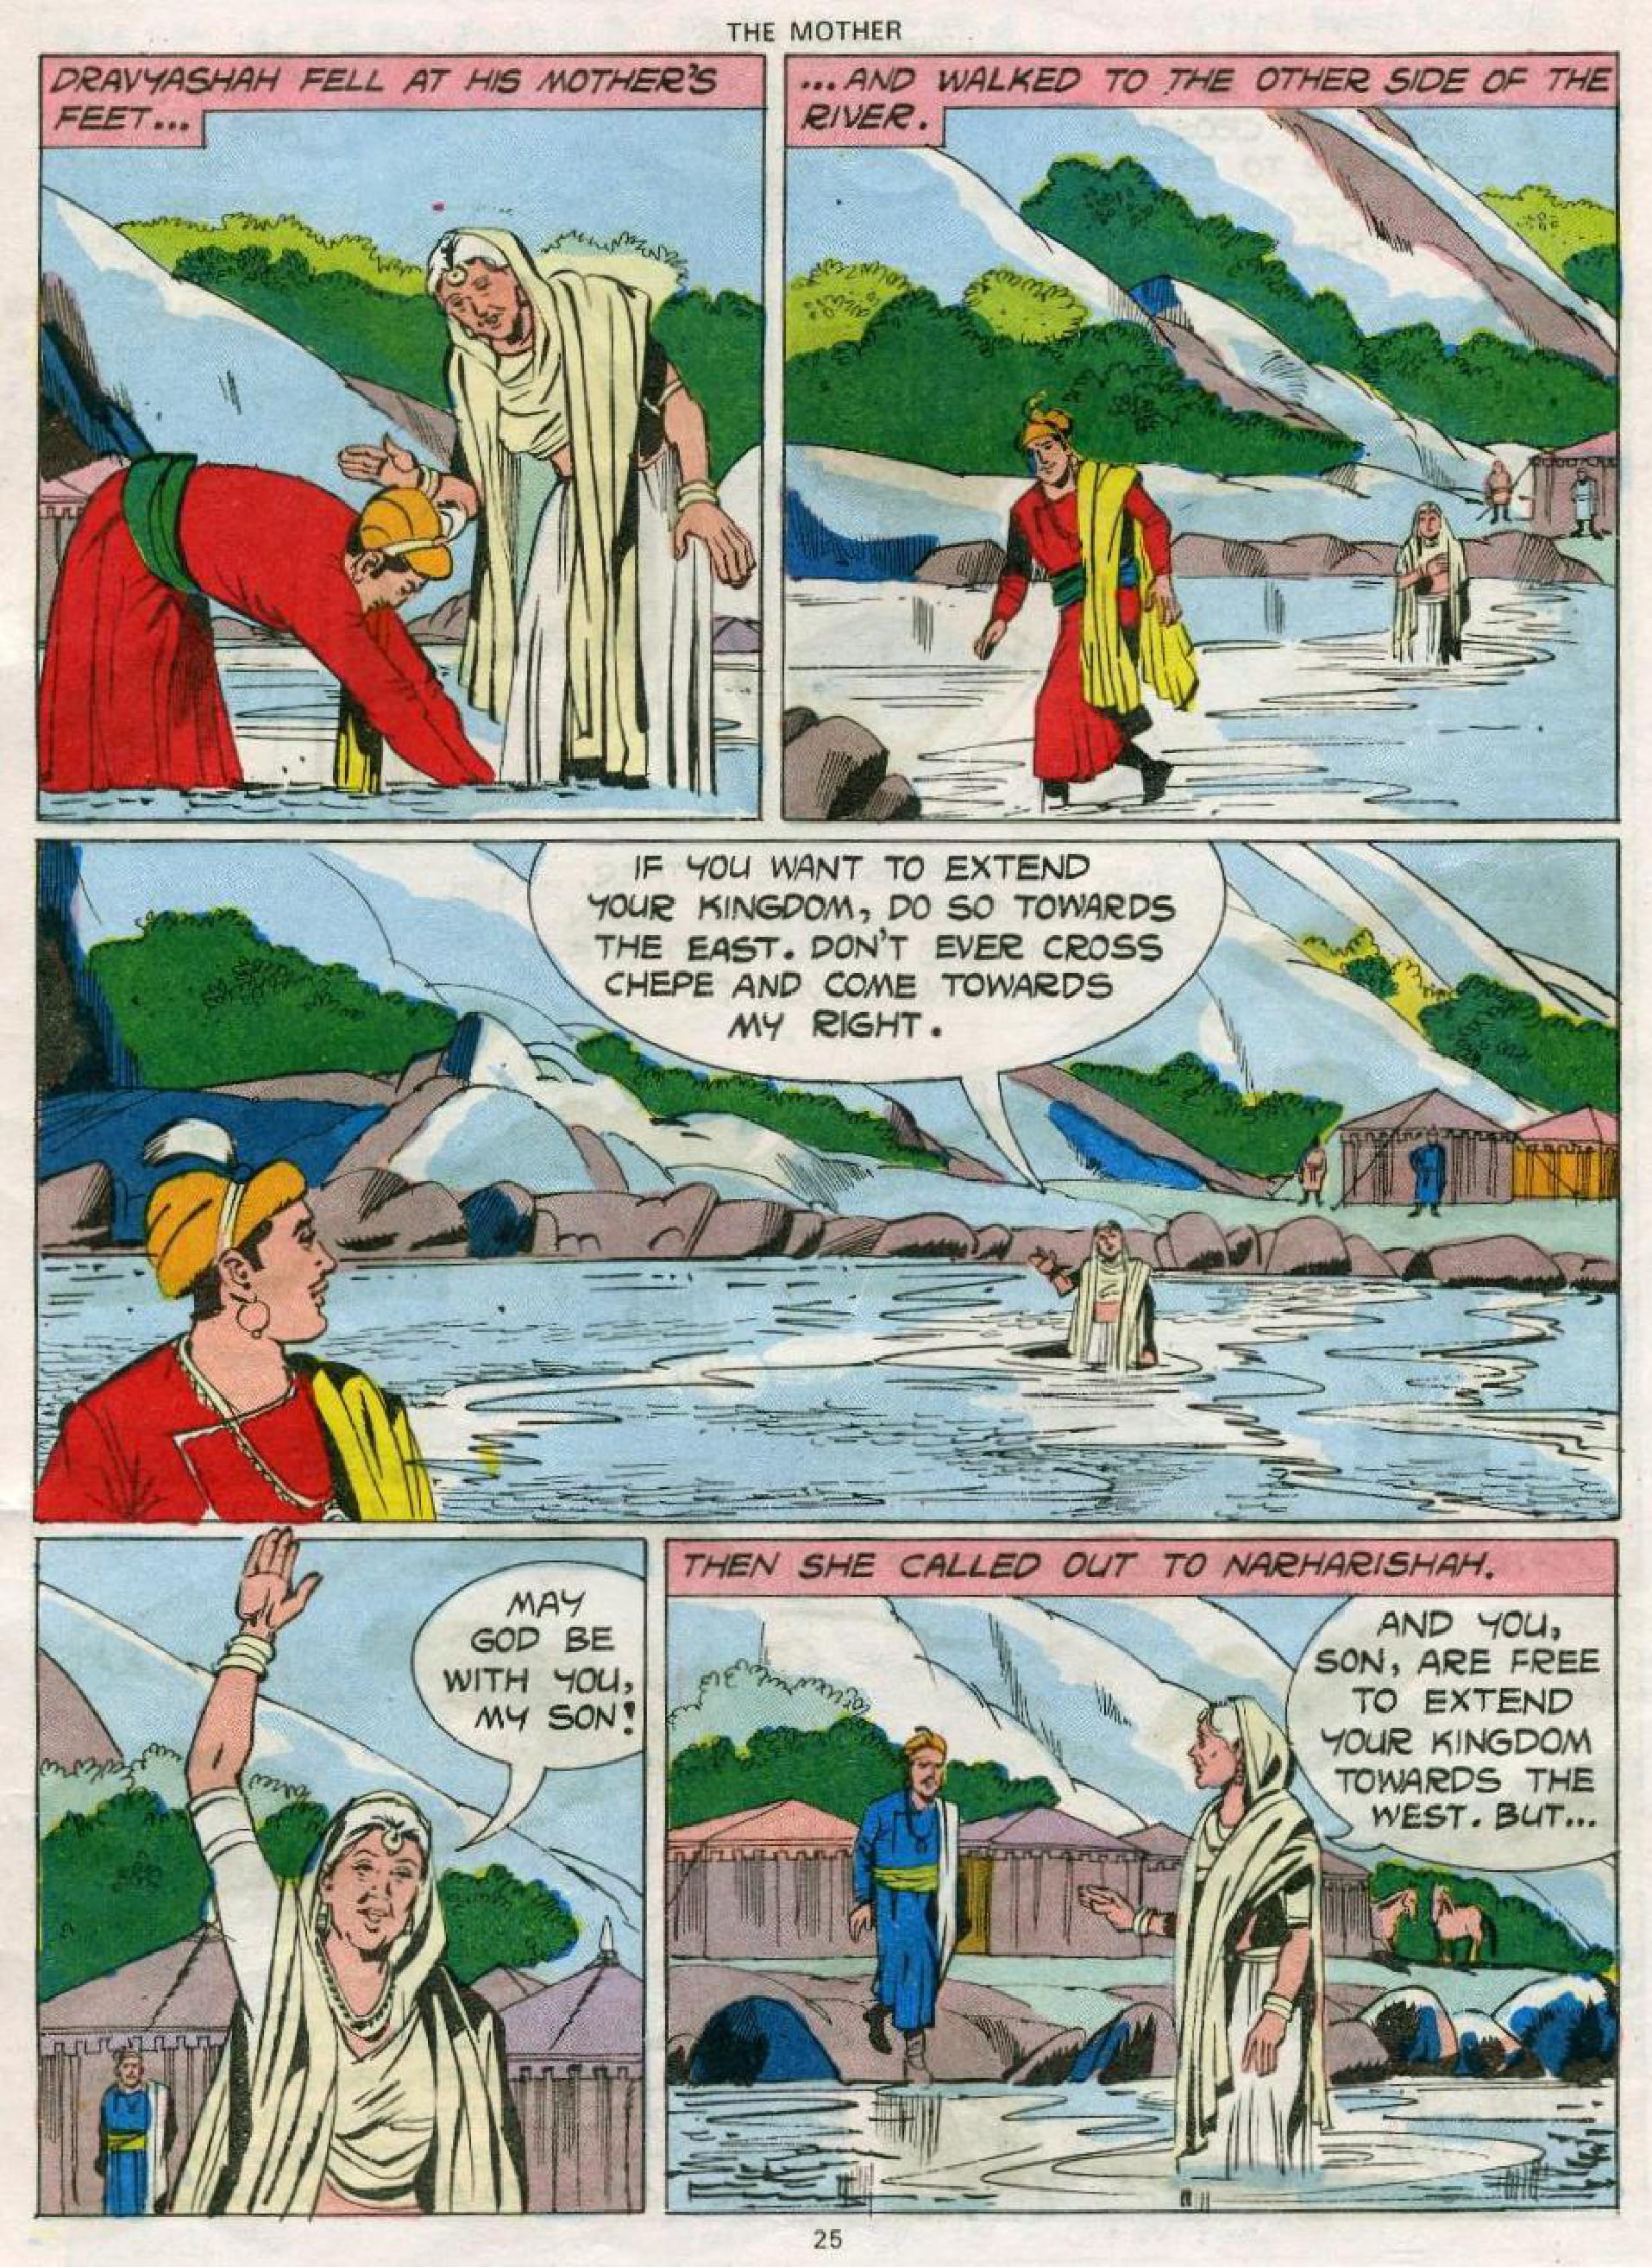 THE MOTHER
DRAVYASHAH FELL AT HIS MOTHER'S
FEET...
...AND WALKED TO THE OTHER SIDE OF THE
RIVER.
IF YOU WANT TO EXTEND
YOUR KINGDOM, DO SO TOWARDS
THE EAST. DON'T EVER CROSS
CHEPE AND COME TOWARDS
MY RIGHT.
MAY
GOD BE
WITH YOU,
MY SON!
THEN SHE CALLED OUT TO NARHARISHAH.
AND YOU,
SON, ARE FREE
TO EXTEND
YOUR KINGDOM
TOWARDS THE
WEST. BUT...
25